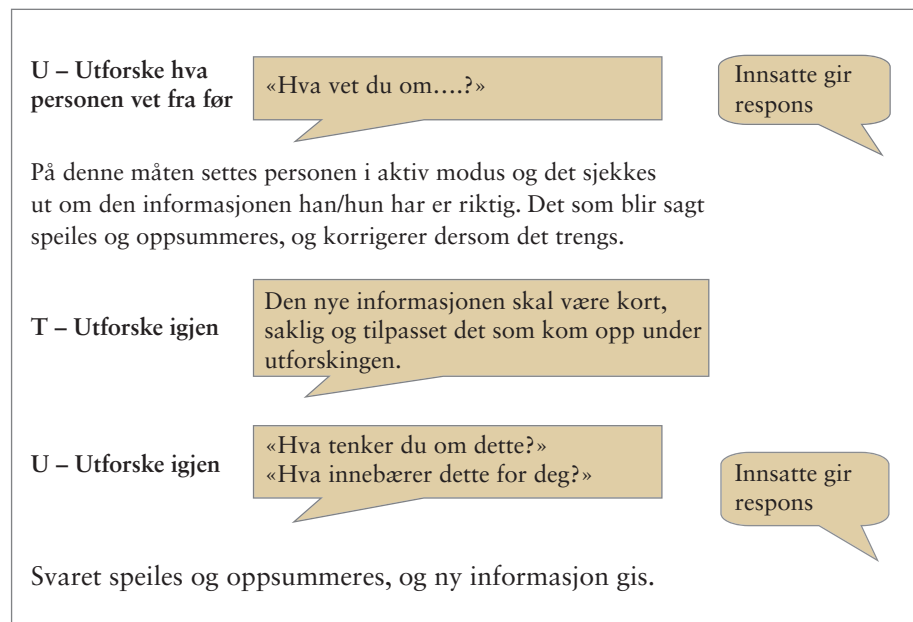 U – Utforske hva
personen vet fra før
«Hva vet du om….?»
Innsatte gir
respons
På denne måten settes personen i aktiv modus og det sjekkes
ut om den informasjonen han/hun har er riktig. Det som blir sagt
speiles og oppsummeres, og korrigerer dersom det trengs.
T – Utforske igjen
Den nye informasjonen skal være kort,
saklig og tilpasset det som kom opp under
utforskingen.
U – Utforske igjen
«Hva tenker du om dette?»
«Hva innebærer dette for deg?»
Innsatte gir
respons
Svaret speiles og oppsummeres, og ny informasjon gis.